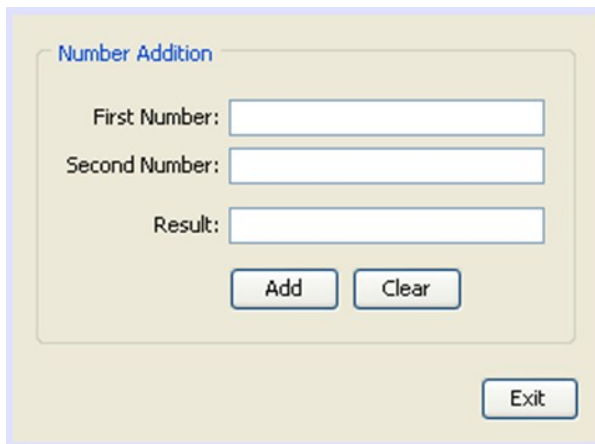 Number Addition
First Number:
Second Number:
Result:
Add Clear
Exit